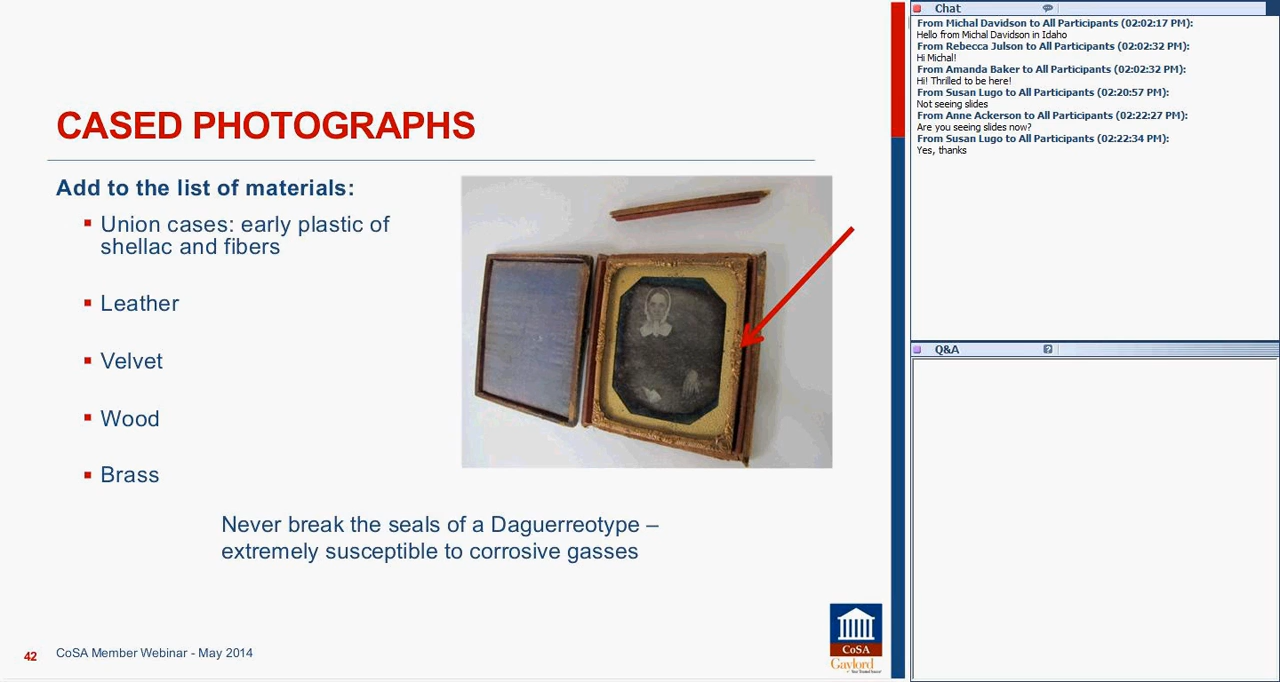 CASED PHOTOGRAPHS
Add to the list of materials:
Union cases: early plastic of
shellac and fibers
Leather
Velvet
Wood
Brass
Never break the seals of a Daguerreotype –
extremely susceptible to corrosive gasses
42
CoSA Member Webinar - May 2014
CoSA
Gaylord
Chat
From Michal Davidson to All Participants (02:02:17 PM):
Hello from Michal Davidson in Idaho
From Rebecca Julson to All Participants (02:02:32 PM):
Hi Michal!
From Amanda Baker to All Participants (02:02:32 PM):
Hi! Thrilled to be here!
From Susan Lugo to All Participants (02:20:57 PM):
Not seeing slides
From Anne Ackerson to All Participants (02:22:27 PM):
Are you seeing slides now?
From Susan Lugo to All Participants (02:22:34 PM):
Yes, thanks
Q&A